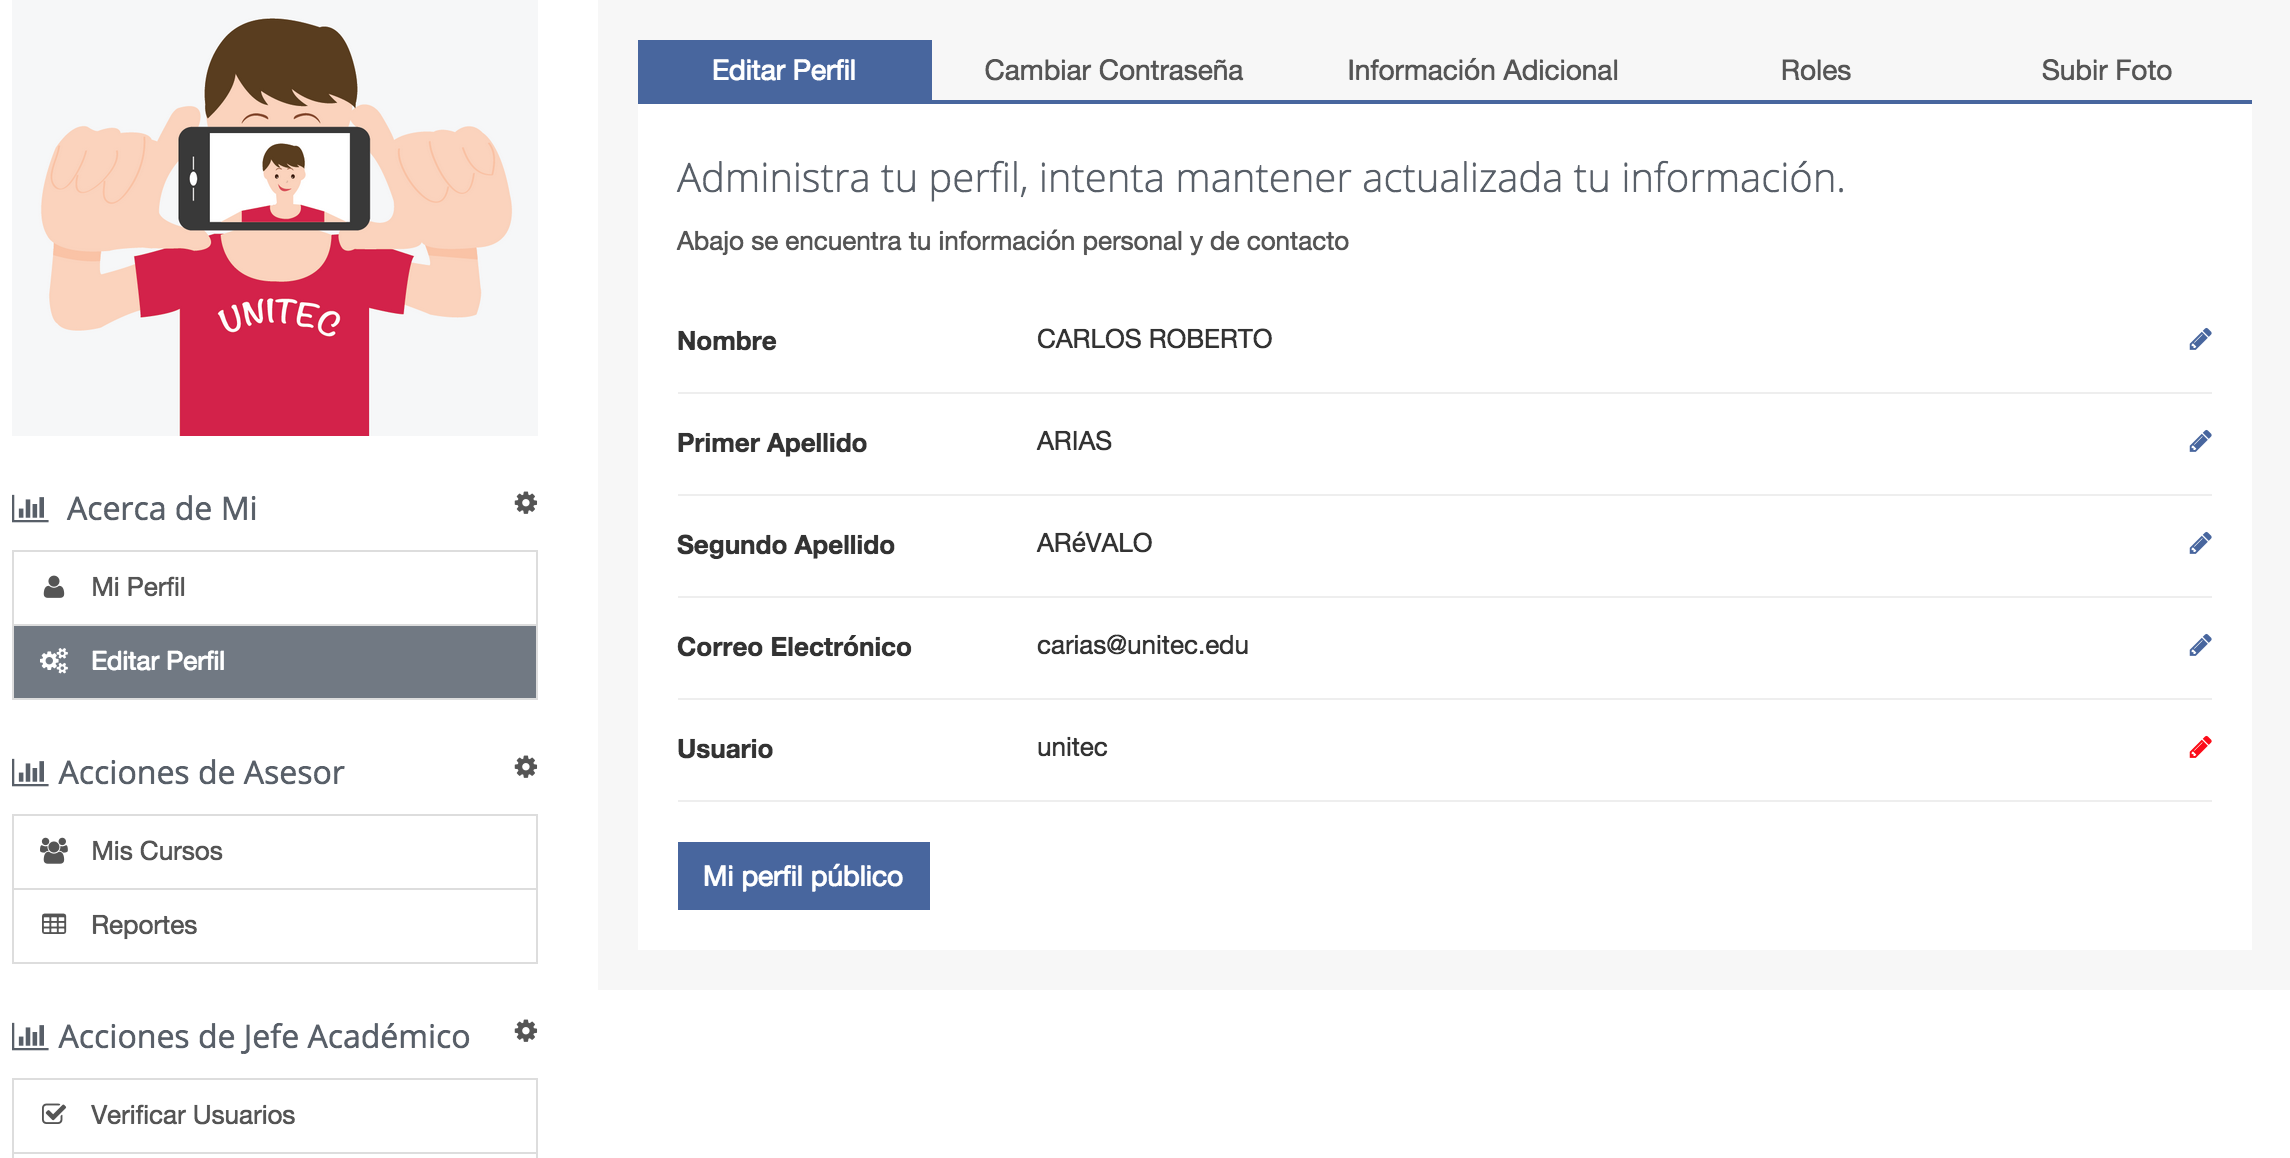 UNITEC
Acerca de Mi
Mi Perfil
Editar Perfil
Acciones de Asesor
Mis Cursos
Reportes
Acciones de Jefe Académico
Verificar Usuarios
Editar Perfil Cambiar Contraseña Información Adicional Roles Subir Foto
Administra tu perfil, intenta mantener actualizada tu información.
Abajo se encuentra tu información personal y de contacto
Nombre CARLOS ROBERTO
Primer Apellido ARIAS
Segundo Apellido ARéVALO
Correo Electrónico carias@unitec.edu
Usuario unitec
Mi perfil público